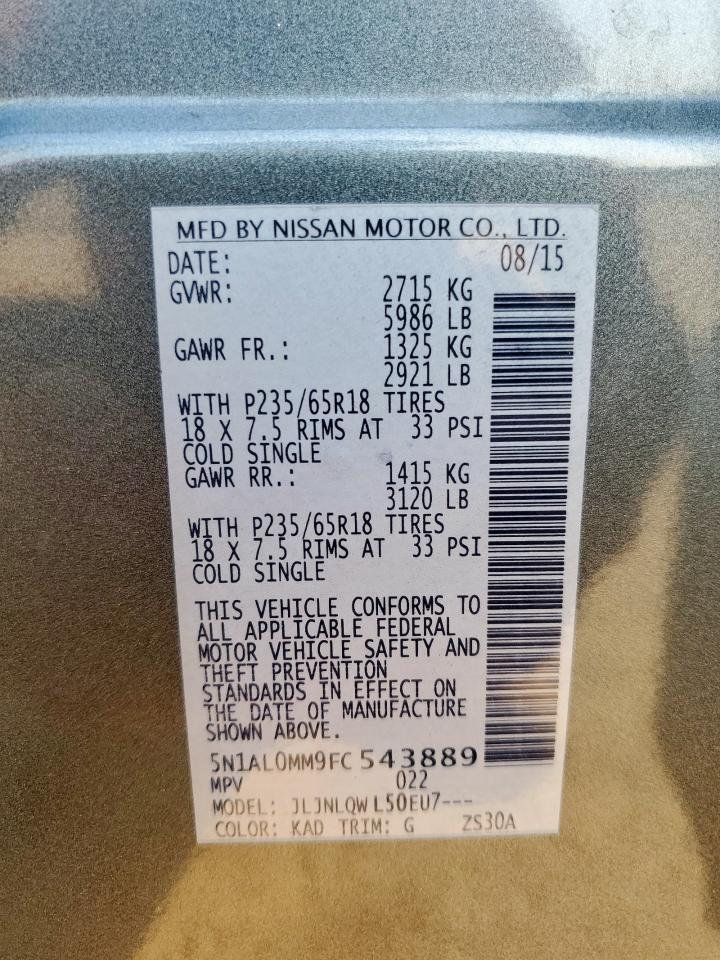 MFD BY NISSAN MOTOR CO., LTD.
DATE: 08/15
GVWR: 2715 KG
5986 LB
GAWR FR.: 1325 KG
2921 LB
WITH P235/65R18 TIRES
18 X 7.5 RIMS AT 33 PSI
COLD SINGLE
GAWR RR.: 1415 KG
3120 LB
WITH P235/65R18 TIRES
18 X 7.5 RIMS AT 33 PSI
COLD SINGLE
THIS VEHICLE CONFORMS TO
ALL APPLICABLE FEDERAL
MOTOR VEHICLE SAFETY AND
THEFT PREVENTION
STANDARDS IN EFFECT ON
THE DATE OF MANUFACTURE
SHOWN ABOVE.
5N1AL0MM9FC 543889
MPV 022
MODEL: JLJNLQW L50EU7---
COLOR: KAD TRIM: G ZS30A